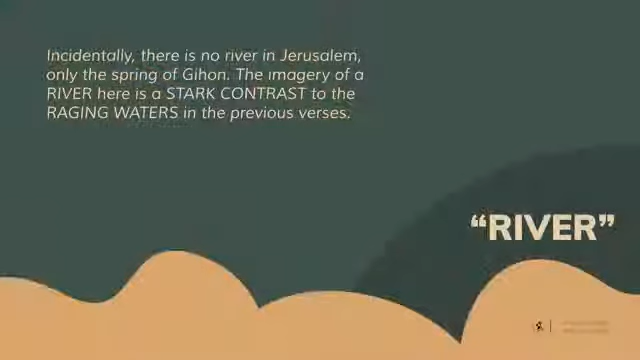 Incidentally, there is no river in Jerusalem,
only the spring of Gihon. The imagery of a
RIVER here is a STARK CONTRAST to the
RAGING WATERS in the previous verses.
“RIVER”